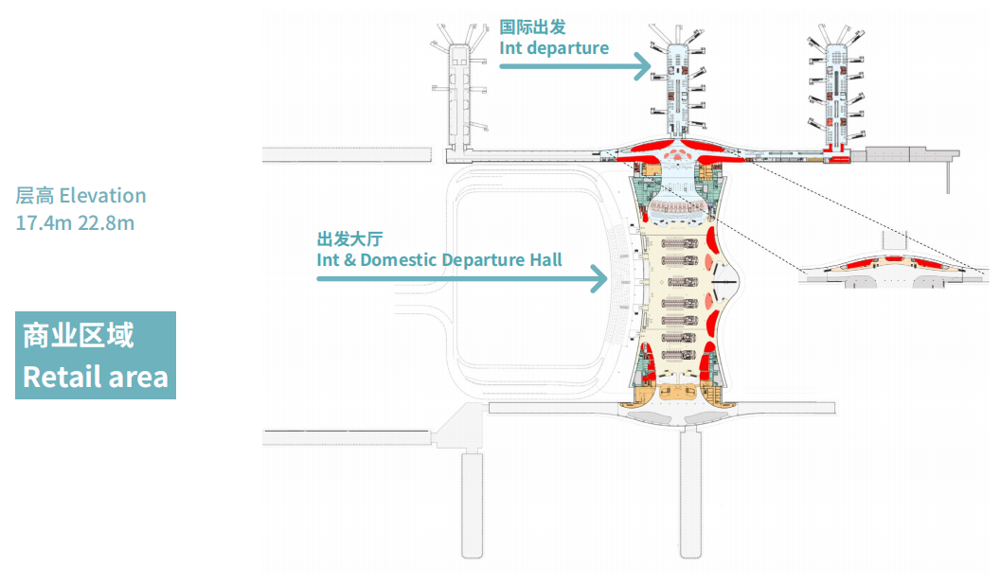 国际出发
Int departure
层高 Elevation
17.4m 22.8m
出发大厅
Int & Domestic Departure Hall
商业区域
Retail area